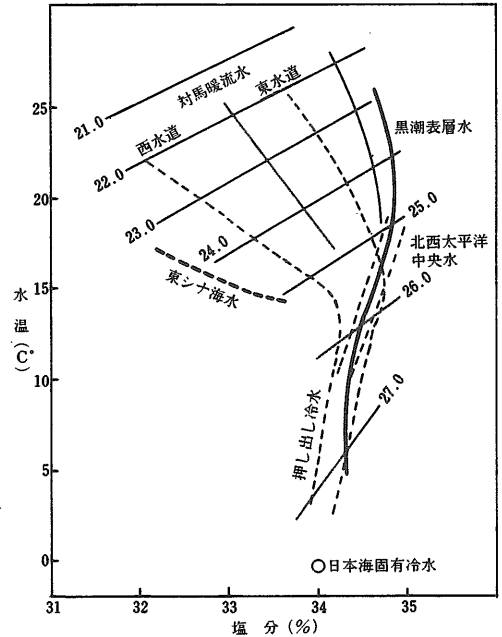 25
20
15
10
5
0
水温(C°)
31
32
33
34
35
塩 分(%)
21.0
22.0
23.0
24.0
25.0
26.0
27.0
対馬暖流水
東水道
西水道
黒潮表層水
北西太平洋
中央水
東シナ海水
押し出し冷水
日本海固有冷水